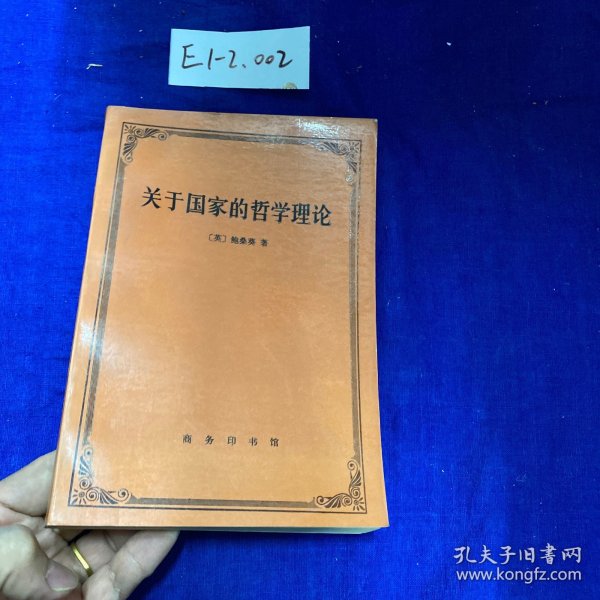 E1-2.002
关于国家的哲学理论
〔英〕鲍桑葵 著
商务印书馆
孔夫子旧书网
www.kongfz.com